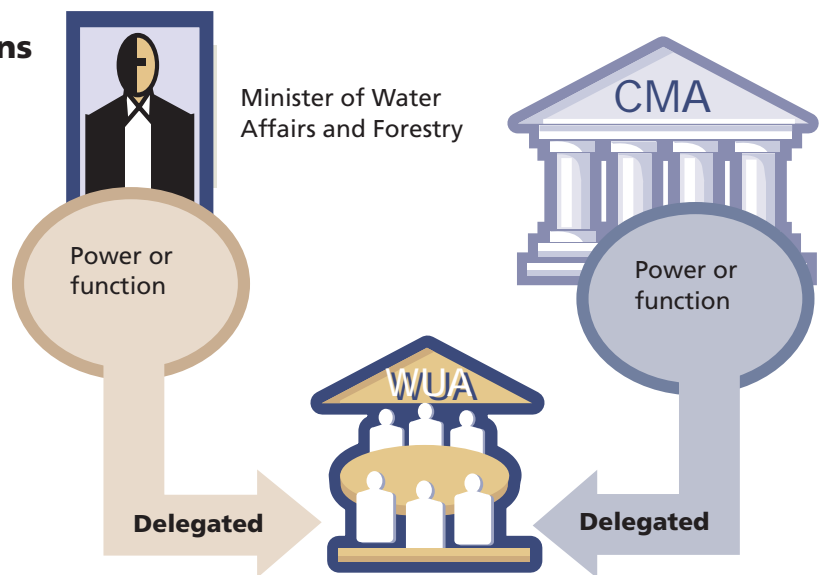 ns
Minister of Water
Affairs and Forestry
CMA
Power or
function
Power or
function
WUA
Delegated
Delegated